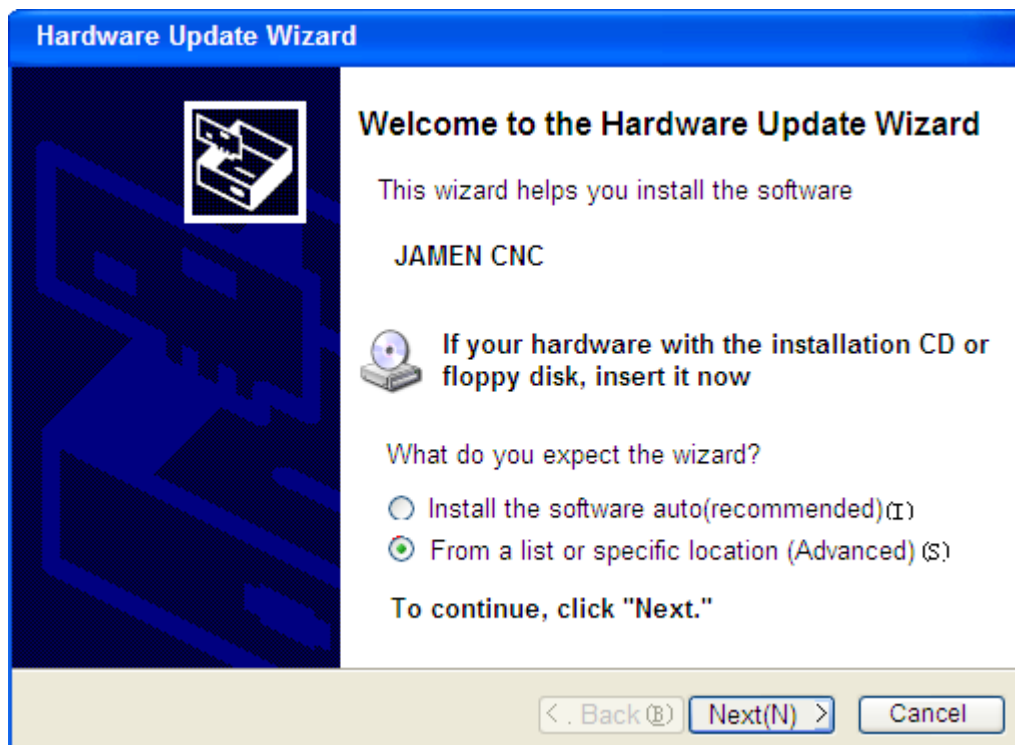 Hardware Update Wizard
Welcome to the Hardware Update Wizard
This wizard helps you install the software
JAMEN CNC
If your hardware with the installation CD or
floppy disk, insert it now
What do you expect the wizard?
Install the software auto(recommended)(I)
From a list or specific location (Advanced) (S)
To continue, click "Next."
< . Back (B) Next(N) > Cancel